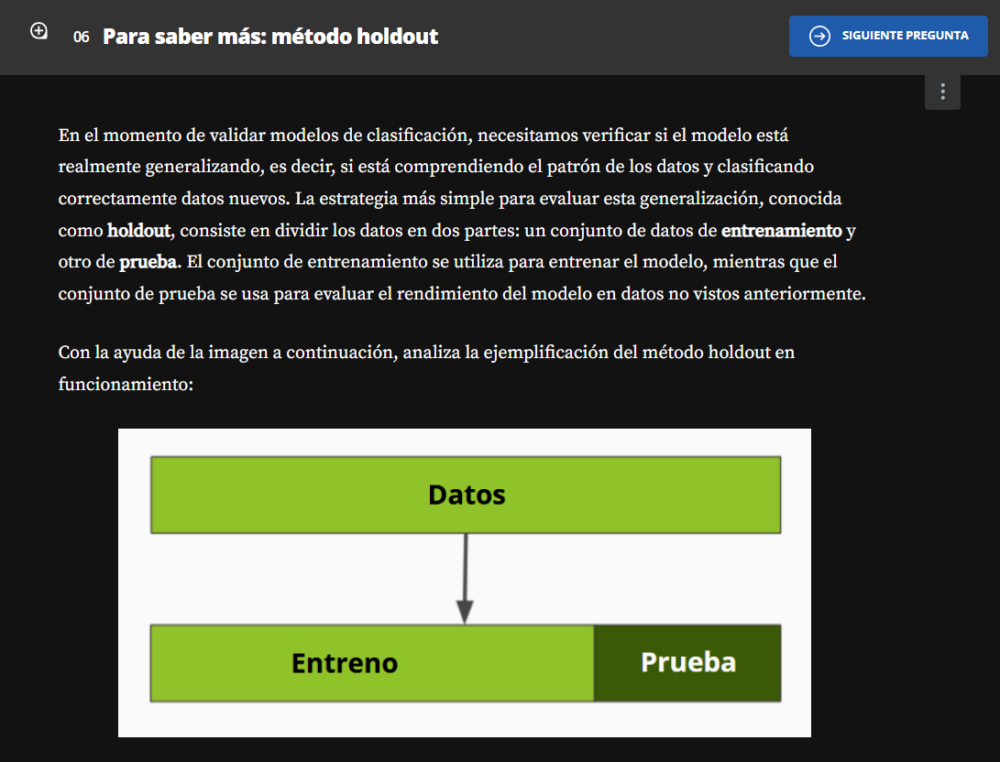 06 Para saber más: método holdout
SIGUIENTE PREGUNTA
En el momento de validar modelos de clasificación, necesitamos verificar si el modelo está
realmente generalizando, es decir, si está comprendiendo el patrón de los datos y clasificando
correctamente datos nuevos. La estrategia más simple para evaluar esta generalización, conocida
como holdout, consiste en dividir los datos en dos partes: un conjunto de datos de entrenamiento y
otro de prueba. El conjunto de entrenamiento se utiliza para entrenar el modelo, mientras que el
conjunto de prueba se usa para evaluar el rendimiento del modelo en datos no vistos anteriormente.
Con la ayuda de la imagen a continuación, analiza la ejemplificación del método holdout en
funcionamiento:
Datos
Entreno
Prueba